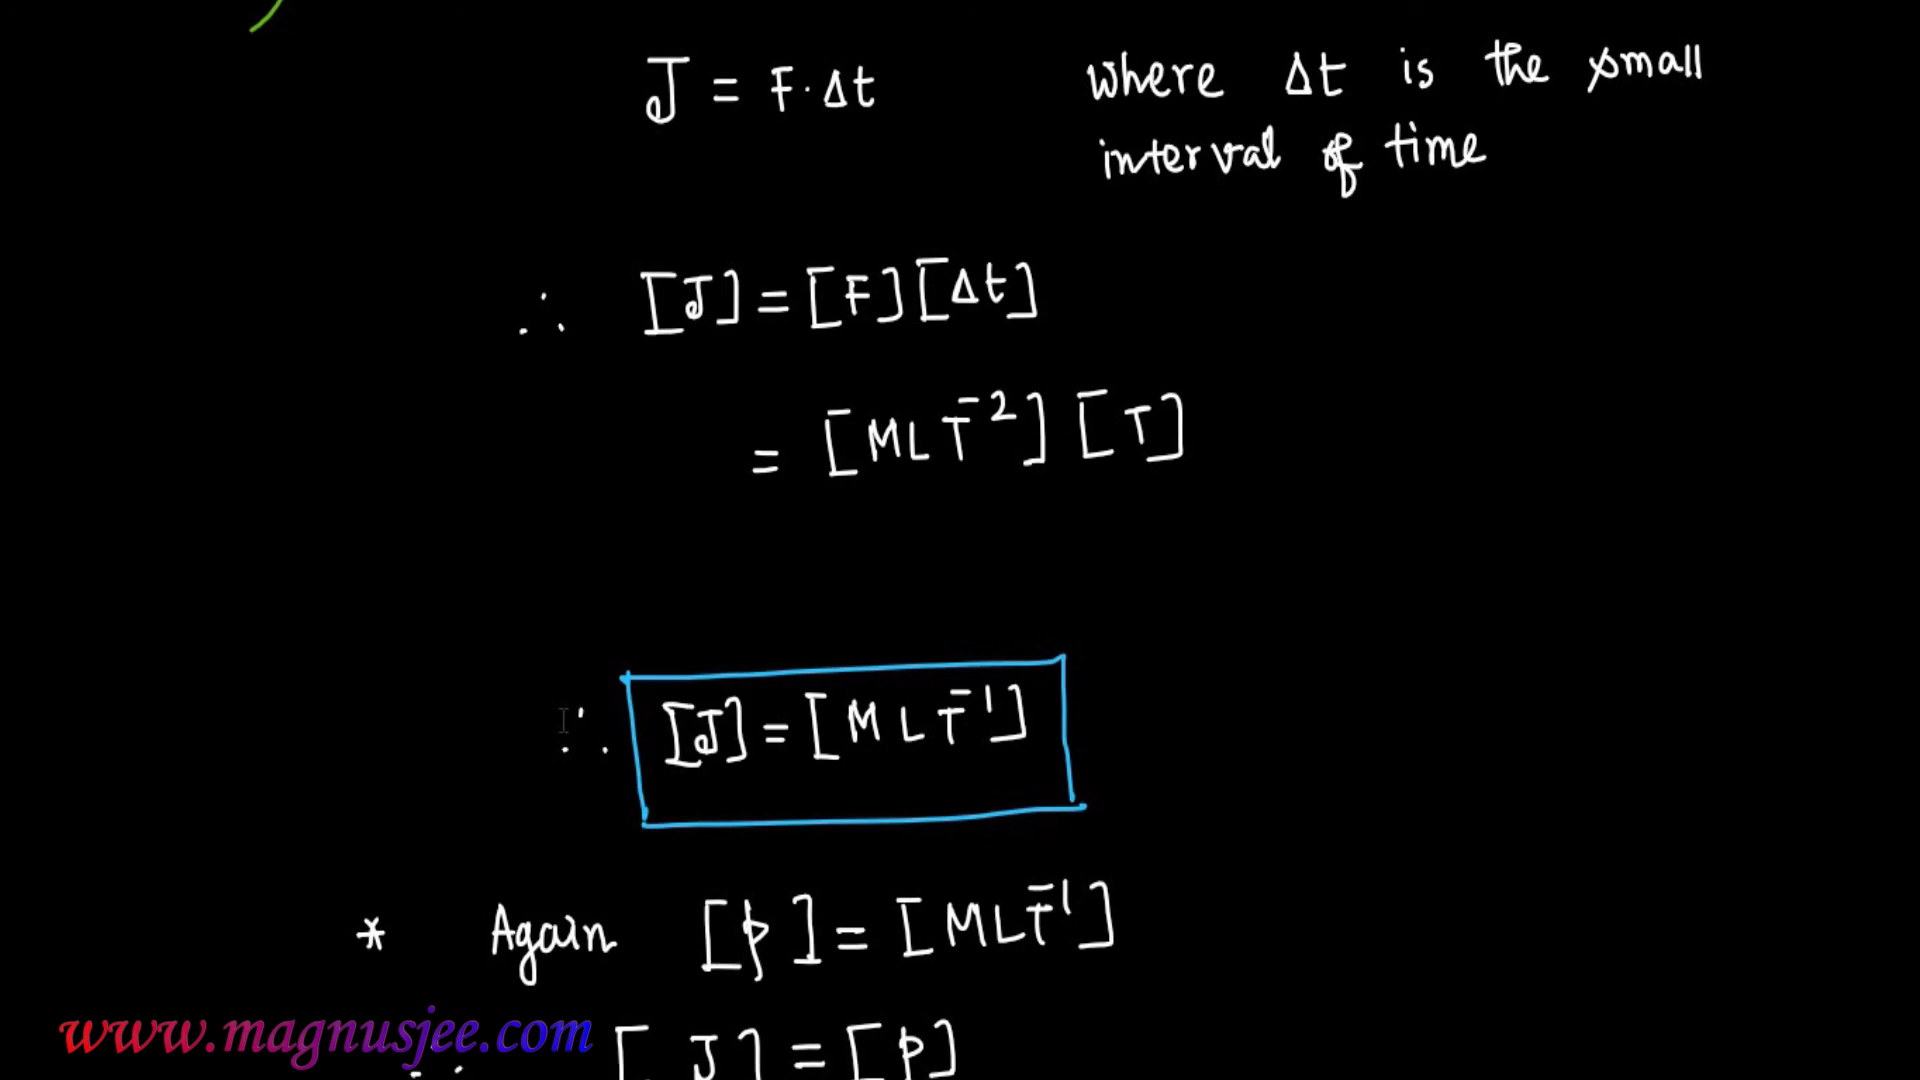 J = F·Δt where Δt is the small
interval of time
∴ [J] = [F][Δt]
= [MLT⁻²] [T]
∴ [J] = [MLT⁻¹]
* Again [p] = [MLT⁻¹]
∴ [J] = [p]
www.magnusjee.com